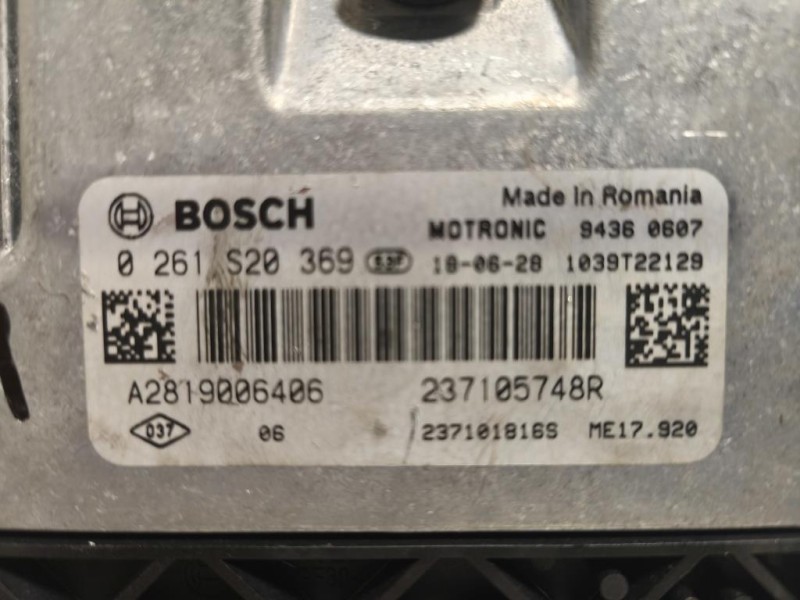 BOSCH
Made in Romania
MOTRONIC 9436 0607
0 261 S20 369 18-06-28 1039T22129
A2819006406 237105748R
037 06 237101816S ME17.920